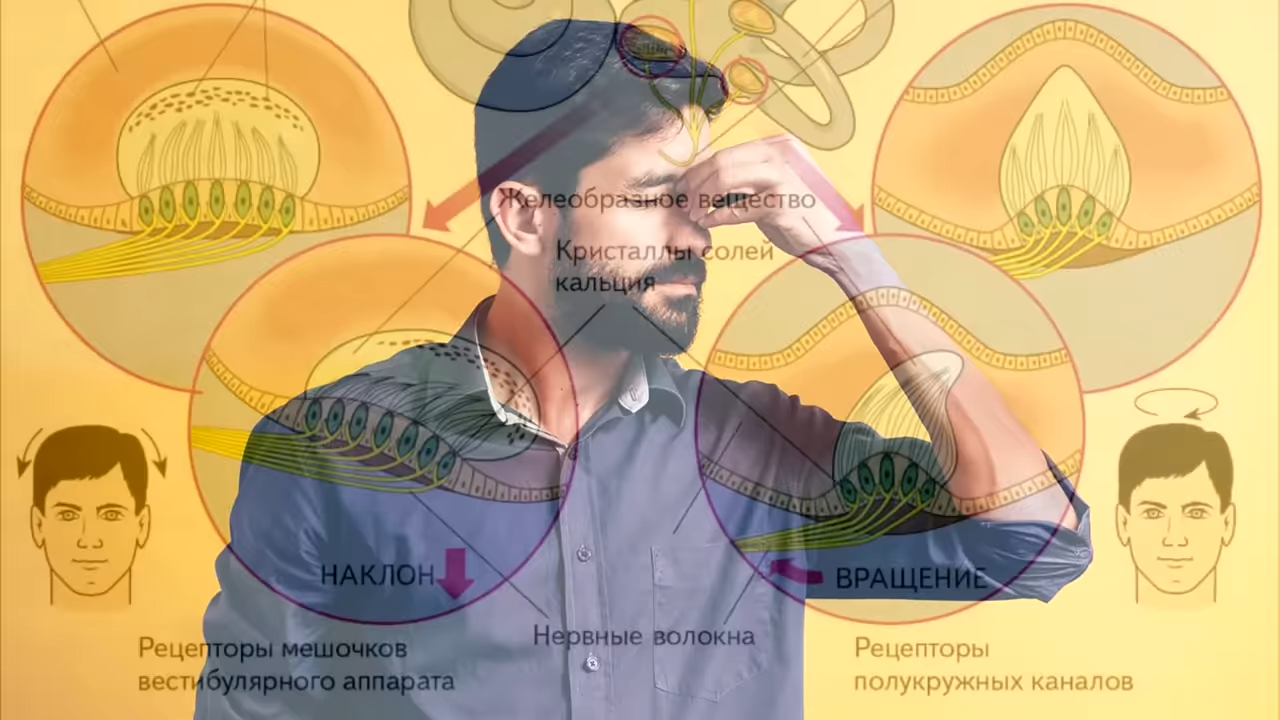 Желеобразное вещество
Кристаллы солей
кальция
НАКЛОН
ВРАЩЕНИЕ
Нервные волокна
Рецепторы мешочков
вестибулярного аппарата
Рецепторы
полукружных каналов